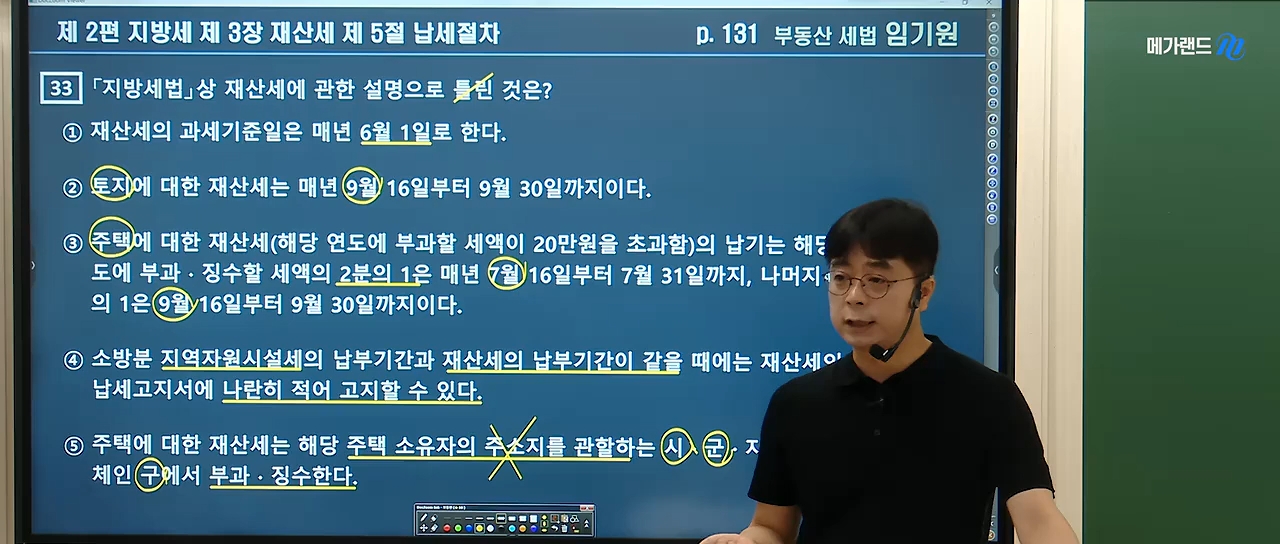 제 2편 지방세 제 3장 재산세 제 5절 납세절차
p. 131 부동산 세법 임기원
메가랜드
33 「지방세법」상 재산세에 관한 설명으로 틀린 것은?
① 재산세의 과세기준일은 매년 6월 1일로 한다.
② 토지에 대한 재산세는 매년 9월 16일부터 9월 30일까지이다.
③ 주택에 대한 재산세(해당 연도에 부과할 세액이 20만원을 초과함)의 납기는 해당
도에 부과 · 징수할 세액의 2분의 1은 매년 7월 16일부터 7월 31일까지, 나머지
의 1은 9월 16일부터 9월 30일까지이다.
④ 소방분 지역자원시설세의 납부기간과 재산세의 납부기간이 같을 때에는 재산세의
납세고지서에 나란히 적어 고지할 수 있다.
⑤ 주택에 대한 재산세는 해당 주택 소유자의 주소지를 관할하는 시 · 군 ·
체인 구에서 부과 · 징수한다.